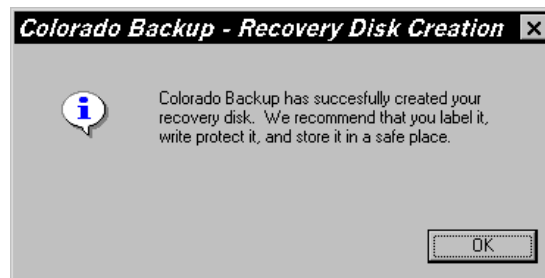 Colorado Backup - Recovery Disk Creation
Colorado Backup has succesfully created your
recovery disk. We recommend that you label it,
write protect it, and store it in a safe place.
OK